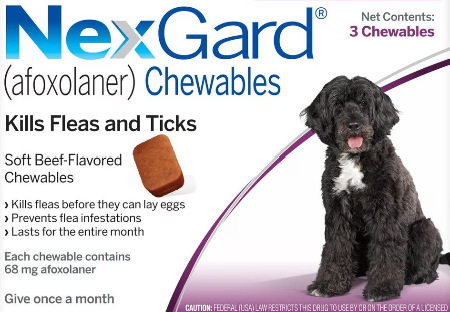 NexGard®
(afoxolaner) Chewables
Net Contents:
3 Chewables
Kills Fleas and Ticks
Soft Beef-Flavored
Chewables
› Kills fleas before they can lay eggs
› Prevents flea infestations
› Lasts for the entire month
Each chewable contains
68 mg afoxolaner
Give once a month
CAUTION: FEDERAL (USA) LAW RESTRICTS THIS DRUG TO USE BY OR ON THE ORDER OF A LICENSED